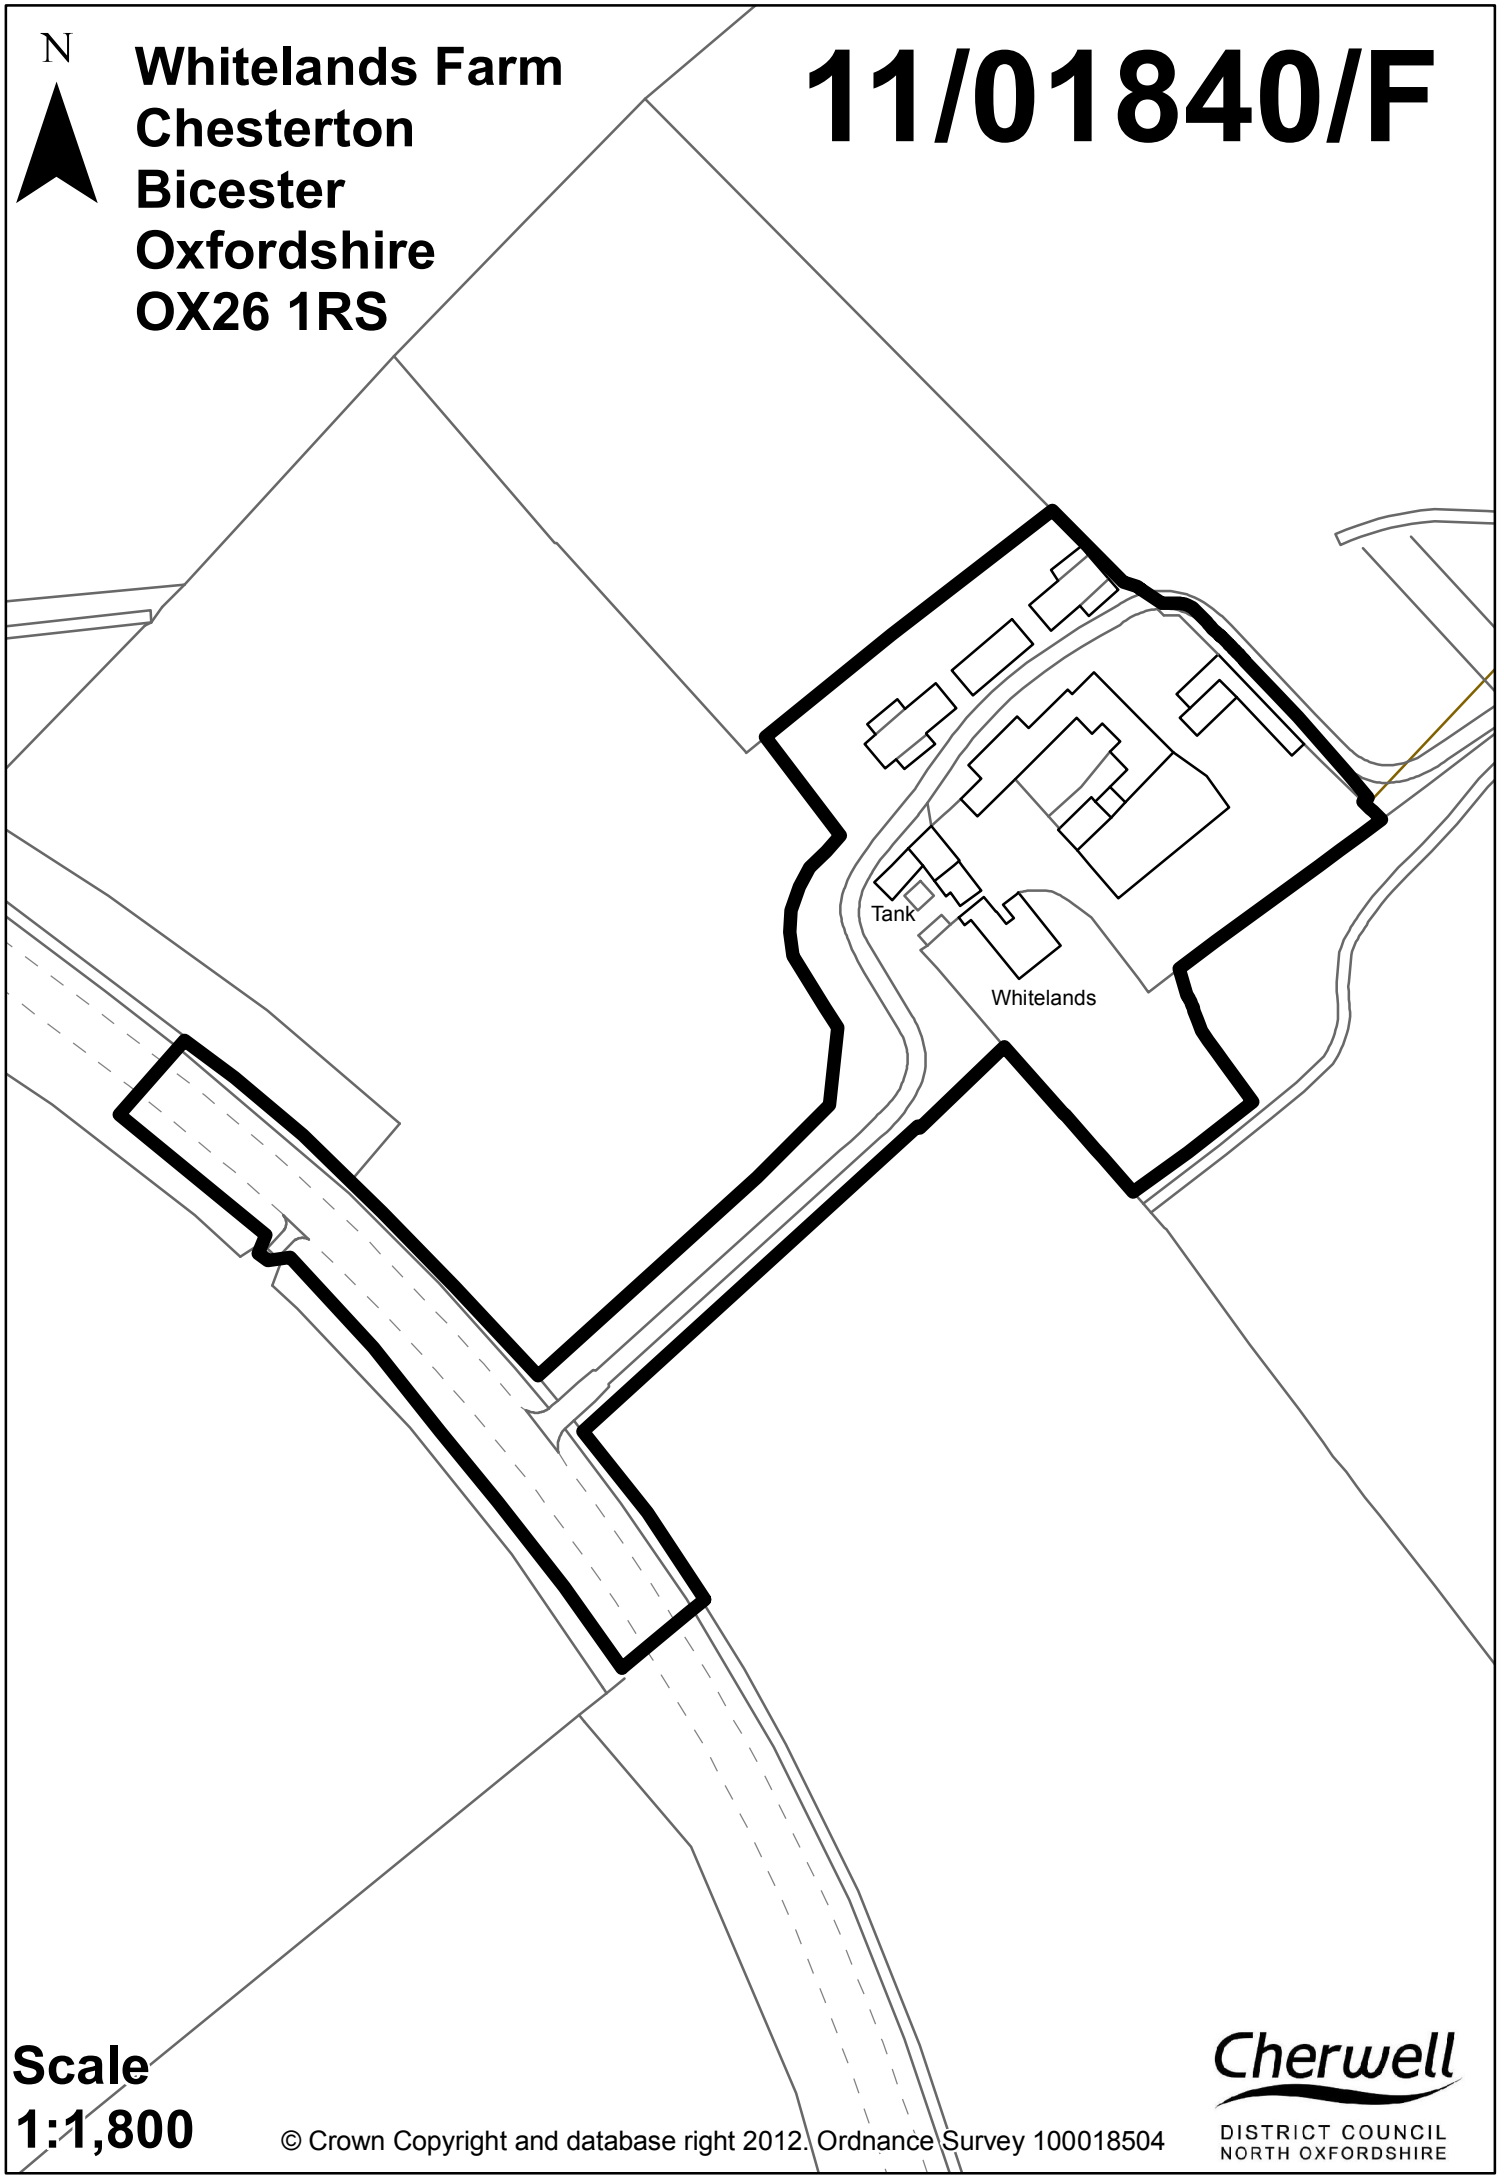 N
Whitelands Farm
Chesterton
Bicester
Oxfordshire
OX26 1RS
11/01840/F
Tank
Whitelands
Scale
1:1,800
© Crown Copyright and database right 2012. Ordnance Survey 100018504
Cherwell
DISTRICT COUNCIL
NORTH OXFORDSHIRE